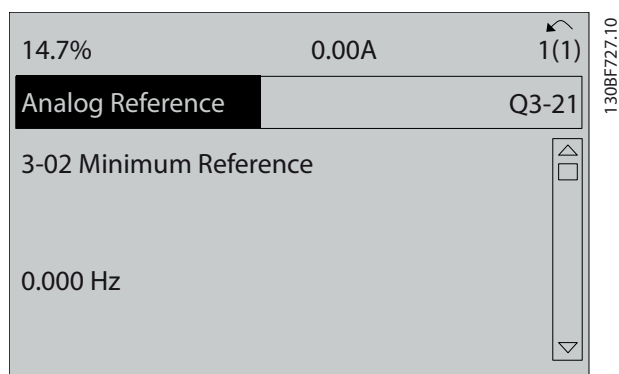 14.7% 0.00A 1(1)
Analog Reference Q3-21
3-02 Minimum Reference
0.000 Hz
130BF727.10